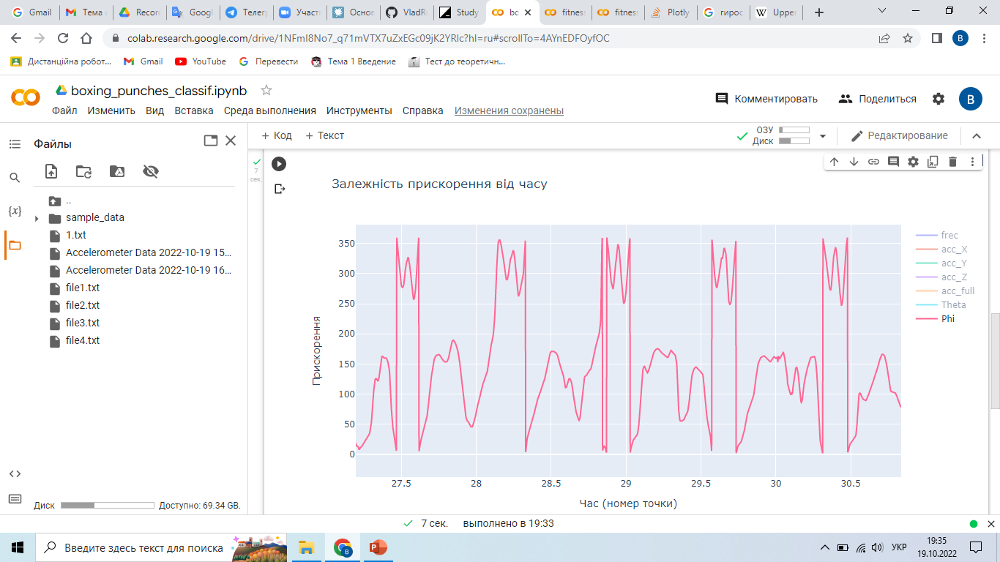 Gmail
Тема
Record
Googl
Телегр
Участн
Основ
VladR
Study
bc
fitness
fitness
Plotly
гирос
Upper
colab.research.google.com/drive/1NFmI8No7_q71mVTX7uZxEGc09jK2YRlc?hl=ru#scrollTo=4AYnEDFOyfOC
B
Дистанційна робот...
Gmail
YouTube
Перевести
Тема 1 Введение
Тест до теоретичн...
boxing_punches_classif.ipynb
Файл Изменить Вид Вставка Среда выполнения Инструменты Справка Изменения сохранены
Комментировать
Поделиться
B
Файлы
+ Код + Текст
ОЗУ
Диск
Редактирование
{x}
..
sample_data
1.txt
Accelerometer Data 2022-10-19 15...
Accelerometer Data 2022-10-19 16...
file1.txt
file2.txt
file3.txt
file4.txt
Диск
Доступно: 69.34 GB.
7
сек.
Залежність прискорення від часу
350
300
250
200
150
100
50
0
Прискорення
27.5 28 28.5 29 29.5 30 30.5
Час (номер точки)
frec
acc_X
acc_Y
acc_Z
acc_full
Theta
Phi
7 сек. выполнено в 19:33
Введите здесь текст для поиска
B
P
УКР
19:35
19.10.2022